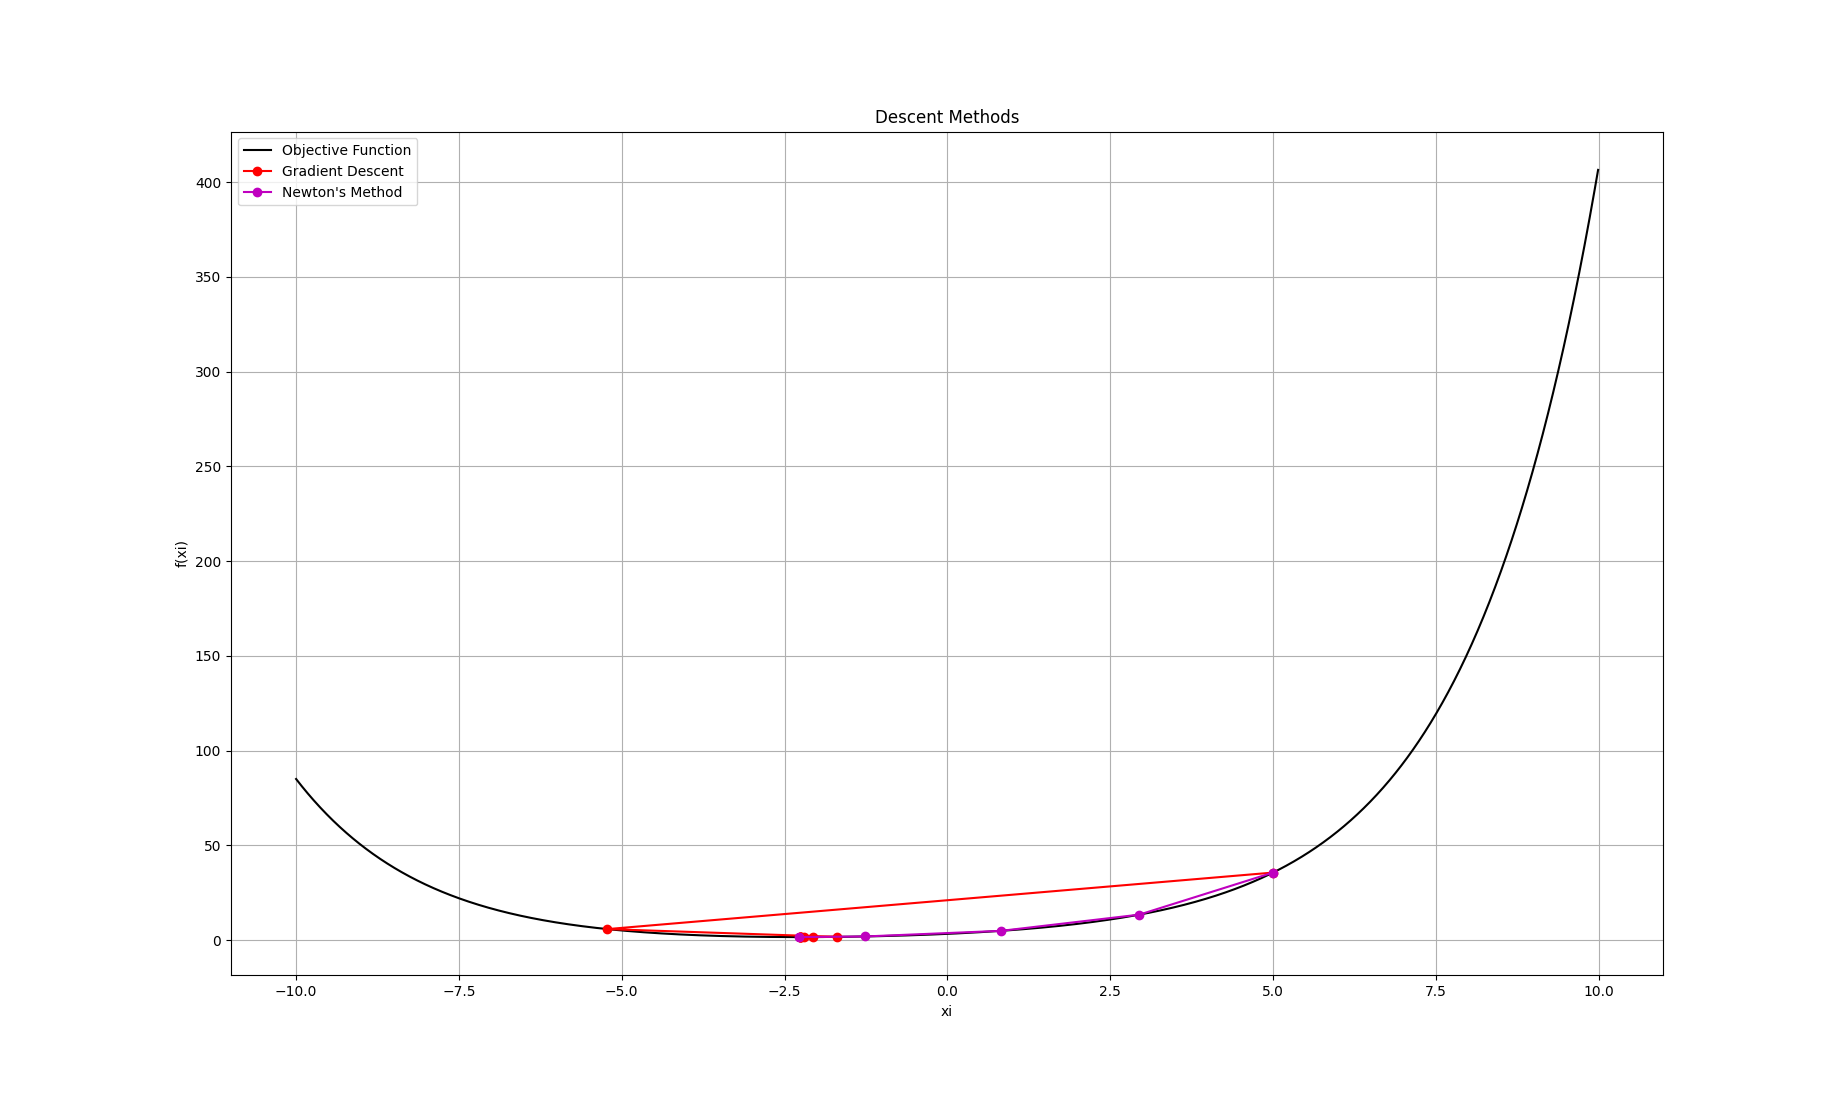 Descent Methods
Objective Function
Gradient Descent
Newton's Method
400
350
300
250
200
150
100
50
0
f(xi)
−10.0 −7.5 −5.0 −2.5 0.0 2.5 5.0 7.5 10.0
xi